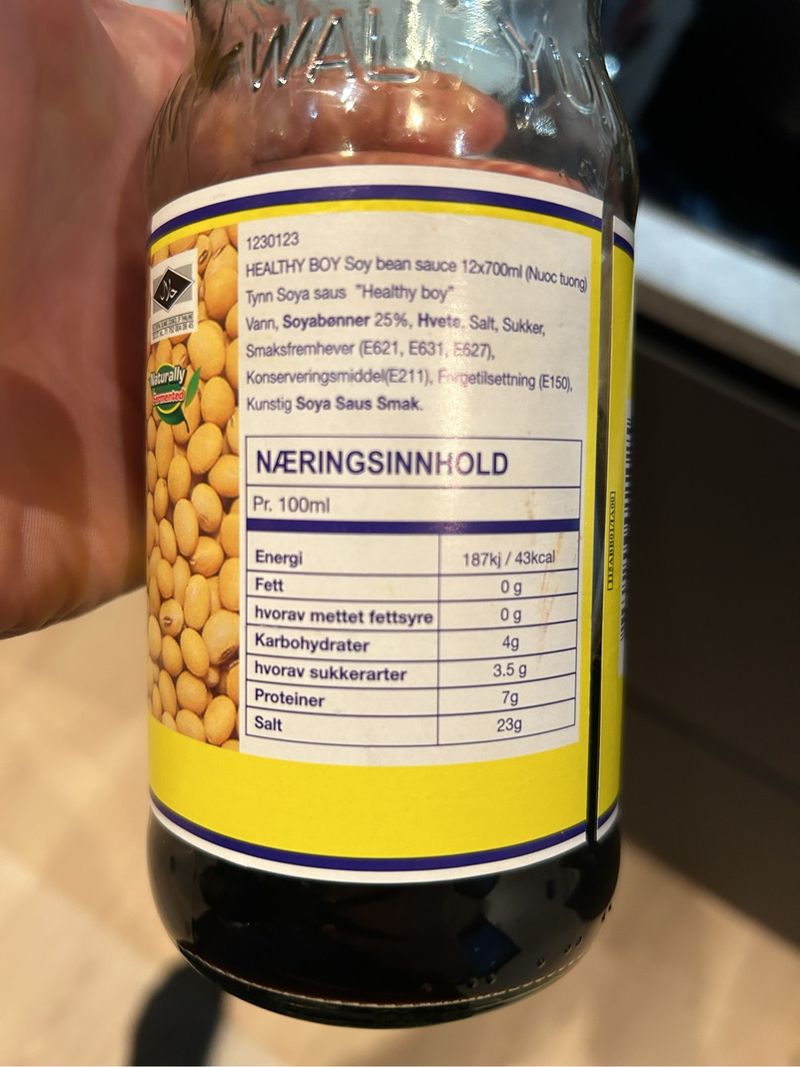 WAL YU
1230123
HEALTHY BOY Soy bean sauce 12x700ml (Nuoc tuong)
Tynn Soya saus "Healthy boy"
Vann, Soyabønner 25%, Hvete, Salt, Sukker,
Smaksfremhever (E621, E631, E627),
Konserveringsmiddel(E211), Fargetilsettning (E150),
Kunstig Soya Saus Smak.
Naturally
Fermented
NÆRINGSINNHOLD
Pr. 100ml
Energi 187kj / 43kcal
Fett 0 g
hvorav mettet fettsyre 0 g
Karbohydrater 4g
hvorav sukkerarter 3.5 g
Proteiner 7g
Salt 23g